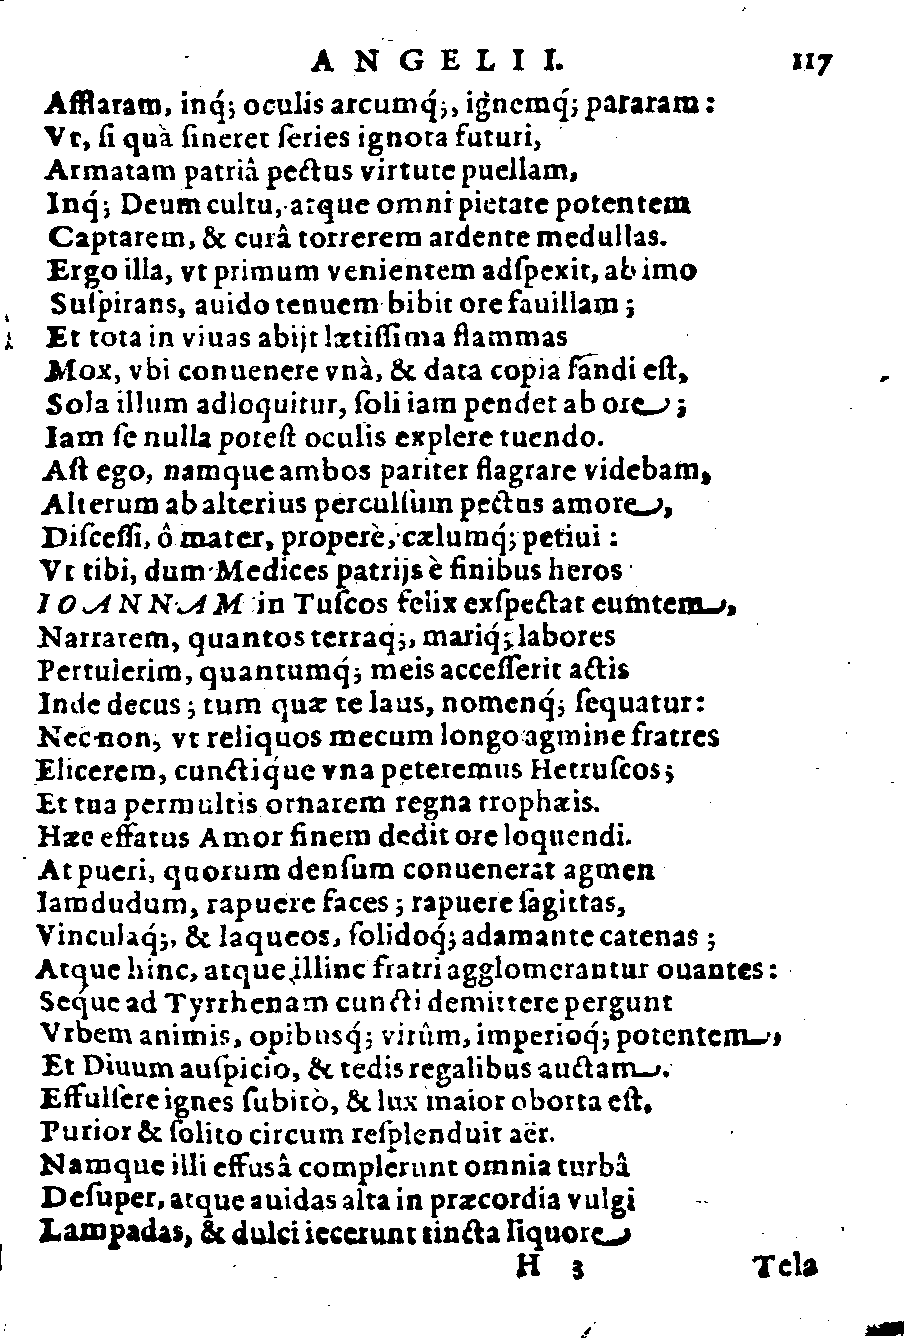 ANGELII. 117
Afflaram, inq́; oculis arcumq́;, ignemq́; pararam:
Vt, ſi quà ſineret ſeries ignota futuri,
Armatam patriâ pectus virtute puellam,
Inq́; Deum cultu, atque omni pietate potentem
Captarem, & curâ torrerem ardente medullas.
Ergo illa, vt primum venientem adſpexit, ab imo
Suſpirans, auido tenuem bibit ore fauillam;
Et tota in viuas abijt lætiſſima flammas
Mox, vbi conuenere vnà, & data copia fandi eſt,
Sola illum adloquitur, ſoli iam pendet ab ore;
Iam ſe nulla poteſt oculis explere tuendo.
Aſt ego, namque ambos pariter flagrare videbam,
Alterum ab alterius perculſum pectus amore,
Diſceſſi, ô mater, properè, cælumq́; petiui:
Vt tibi, dum Medices patrijs è finibus heros
IOANNAM in Tuſcos felix exſpectat euntem,
Narrarem, quantos terraq́;, mariq́; labores
Pertulerim, quantumq́; meis acceſſerit actis
Inde decus; tum quæ te laus, nomenq́; ſequatur:
Nec non, vt reliquos mecum longo agmine fratres
Elicerem, cunctique vna peteremus Hetruſcos;
Et tua permultis ornarem regna trophæis.
Hæc effatus Amor finem dedit ore loquendi.
At pueri, quorum denſum conuenerat agmen
Iamdudum, rapuere faces; rapuere ſagittas,
Vinculaq́;, & laqueos, ſolidoq́; adamante catenas;
Atque hinc, atque illinc fratri agglomerantur ouantes:
Seque ad Tyrrhenam cuncti demittere pergunt
Vrbem animis, opibusq́; virûm, imperioq́; potentem,
Et Diuum auſpicio, & tedis regalibus auctam.
Effulſere ignes ſubitò, & lux maior oborta eſt,
Purior & ſolito circum reſplenduit aër.
Namque illi effusâ complerunt omnia turbâ
Deſuper, atque auidas alta in præcordia vulgi
Lampadas, & dulci iecerunt tincta liquore
H 3 Tela